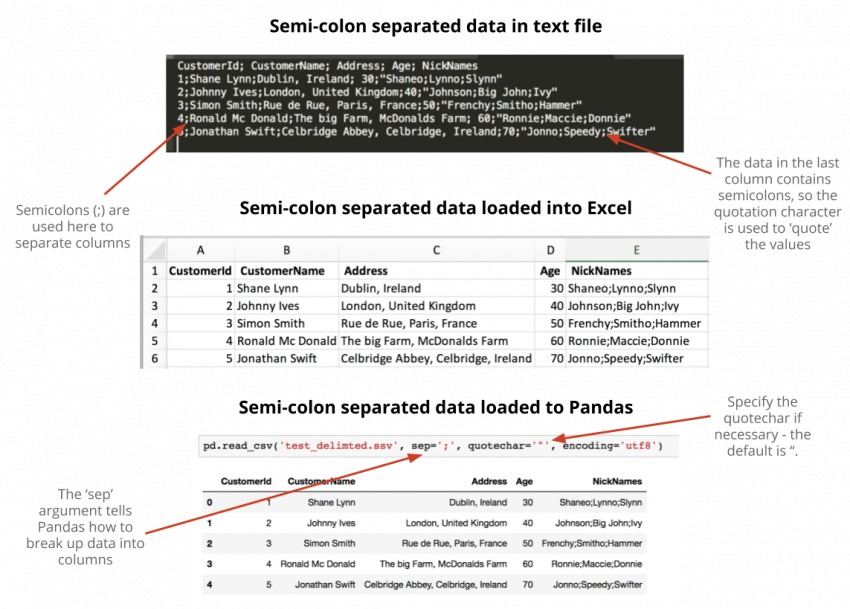 Semi-colon separated data in text file
CustomerId; CustomerName; Address; Age; NickNames
1;Shane Lynn;Dublin, Ireland; 30;"Shaneo;Lynno;Slynn"
2;Johnny Ives;London, United Kingdom;40;"Johnson;Big John;Ivy"
3;Simon Smith;Rue de Rue, Paris, France;50;"Frenchy;Smitho;Hammer"
4;Ronald Mc Donald;The big Farm, McDonalds Farm; 60;"Ronnie;Maccie;Donnie"
5;Jonathan Swift;Celbridge Abbey, Celbridge, Ireland;70;"Jonno;Speedy;Swifter"
Semicolons (;) are
used here to
separate columns
The data in the last
column contains
semicolons, so the
quotation character
is used to ‘quote’
the values
Semi-colon separated data loaded into Excel
A B C D E
1 CustomerId CustomerName Address Age NickNames
2 1 Shane Lynn Dublin, Ireland 30 Shaneo;Lynno;Slynn
3 2 Johnny Ives London, United Kingdom 40 Johnson;Big John;Ivy
4 3 Simon Smith Rue de Rue, Paris, France 50 Frenchy;Smitho;Hammer
5 4 Ronald Mc Donald The big Farm, McDonalds Farm 60 Ronnie;Maccie;Donnie
6 5 Jonathan Swift Celbridge Abbey, Celbridge, Ireland 70 Jonno;Speedy;Swifter
Semi-colon separated data loaded to Pandas
Specify the
quotechar if
necessary - the
default is “.
pd.read_csv('test_delimted.ssv', sep=';', quotechar='"', encoding='utf8')
The ‘sep’
argument tells
Pandas how to
break up data into
columns
CustomerId CustomerName Address Age NickNames
0 1 Shane Lynn Dublin, Ireland 30 Shaneo;Lynno;Slynn
1 2 Johnny Ives London, United Kingdom 40 Johnson;Big John;Ivy
2 3 Simon Smith Rue de Rue, Paris, France 50 Frenchy;Smitho;Hammer
3 4 Ronald Mc Donald The big Farm, McDonalds Farm 60 Ronnie;Maccie;Donnie
4 5 Jonathan Swift Celbridge Abbey, Celbridge, Ireland 70 Jonno;Speedy;Swifter